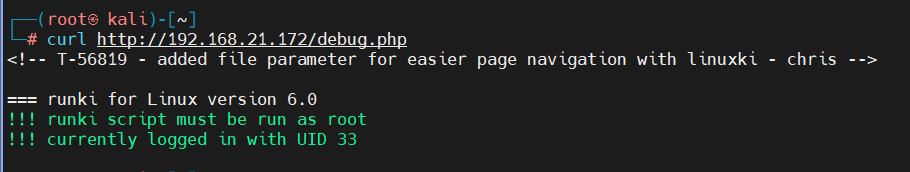 ┌──(root㉿ kali)-[~]
└─# curl http://192.168.21.172/debug.php
<!-- T-56819 - added file parameter for easier page navigation with linuxki - chris -->
=== runki for Linux version 6.0
!!! runki script must be run as root
!!! currently logged in with UID 33